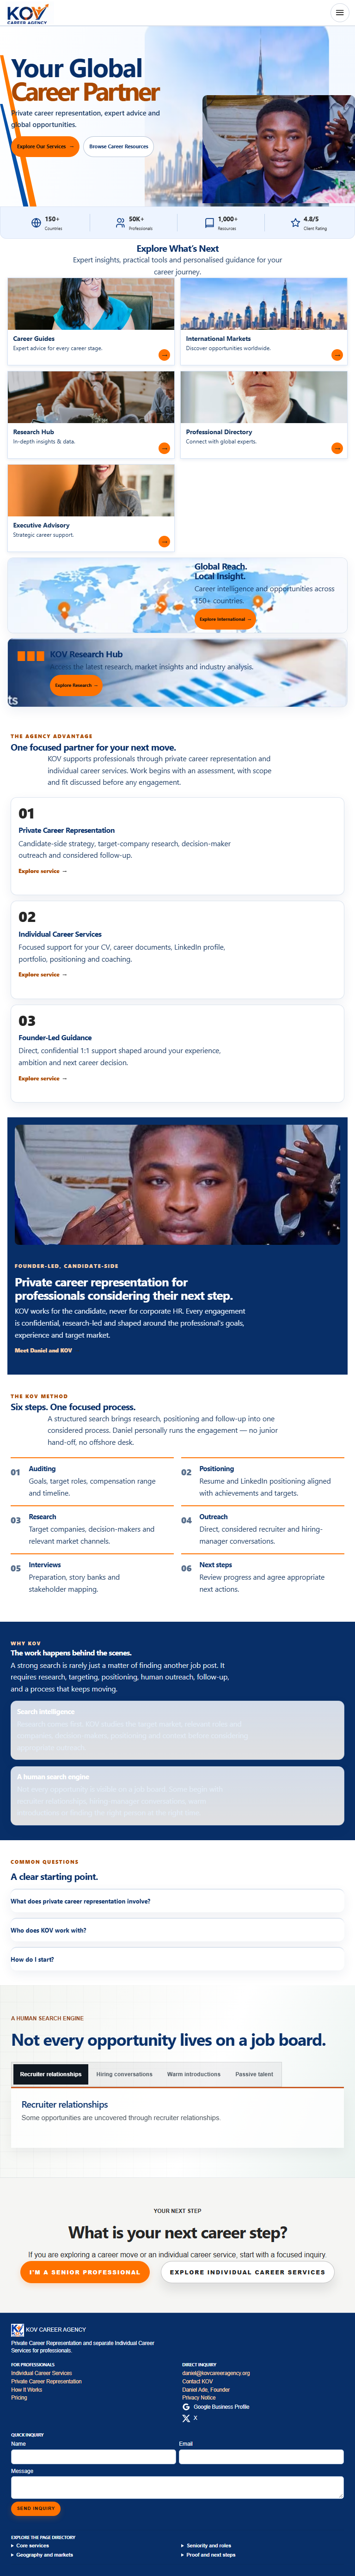 KOV
CAREER AGENCY
Your Global
Career Partner
Private career representation, expert advice and
global opportunities.
Explore Our Services →
Browse Career Resources
150+
Countries
50K+
Professionals
1,000+
Resources
4.8/5
Client Rating
Explore What's Next
Expert insights, practical tools and personalised guidance for your
career journey.
Career Guides
Expert advice for every career stage.
→
International Markets
Discover opportunities worldwide.
→
Research Hub
In-depth insights & data.
→
Professional Directory
Connect with global experts.
→
Executive Advisory
Strategic career support.
→
Global Reach.
Local Insight.
Career intelligence and opportunities across
150+ countries.
Explore International →
KOV Research Hub
Access the latest research, market insights and industry analysis.
Explore Research →
THE AGENCY ADVANTAGE
One focused partner for your next move.
KOV supports professionals through private career representation and
individual career services. Work begins with an assessment, with scope
and fit discussed before any engagement.
01
Private Career Representation
Candidate-side strategy, target-company research, decision-maker
outreach and considered follow-up.
Explore service →
02
Individual Career Services
Focused support for your CV, career documents, LinkedIn profile,
portfolio, positioning and coaching.
Explore service →
03
Founder-Led Guidance
Direct, confidential 1:1 support shaped around your experience,
ambition and next career decision.
Explore service →
FOUNDER-LED, CANDIDATE-SIDE
Private career representation for
professionals considering their next step.
KOV works for the candidate, never for corporate HR. Every engagement
is confidential, research-led and shaped around the professional's goals,
experience and target market.
Meet Daniel and KOV
THE KOV METHOD
Six steps. One focused process.
A structured search brings research, positioning and follow-up into one
considered process. Daniel personally runs the engagement — no junior
hand-off, no offshore desk.
01
Auditing
Goals, target roles, compensation range
and timeline.
02
Positioning
Resume and LinkedIn positioning aligned
with achievements and targets.
03
Research
Target companies, decision-makers and
relevant market channels.
04
Outreach
Direct, considered recruiter and hiring-
manager conversations.
05
Interviews
Preparation, story banks and
stakeholder mapping.
06
Next steps
Review progress and agree appropriate
next actions.
WHY KOV
The work happens behind the scenes.
A strong search is rarely just a matter of finding another job post. It
requires research, targeting, positioning, human outreach, follow-up,
and a process that keeps moving.
Search intelligence
A human search engine
COMMON QUESTIONS
A clear starting point.
What does private career representation involve?
Who does KOV work with?
How do I start?
A HUMAN SEARCH ENGINE
Not every opportunity lives on a job board.
Recruiter relationships
Hiring conversations
Warm introductions
Passive talent
Recruiter relationships
Some opportunities are uncovered through recruiter relationships.
YOUR NEXT STEP
What is your next career step?
If you are exploring a career move or an individual career service, start with a focused inquiry.
I'M A SENIOR PROFESSIONAL
EXPLORE INDIVIDUAL CAREER SERVICES
KOV CAREER AGENCY
Private Career Representation and separate Individual Career
Services for professionals.
FOR PROFESSIONALS
Individual Career Services
Private Career Representation
How It Works
Pricing
DIRECT INQUIRY
daniel@kovcareeragency.org
Contact KOV
Daniel Ade, Founder
Privacy Notice
Google Business Profile
X
QUICK INQUIRY
Name
Email
Message
SEND INQUIRY
EXPLORE THE PAGE DIRECTORY
Core services
Seniority and roles
Geography and markets
Proof and next steps